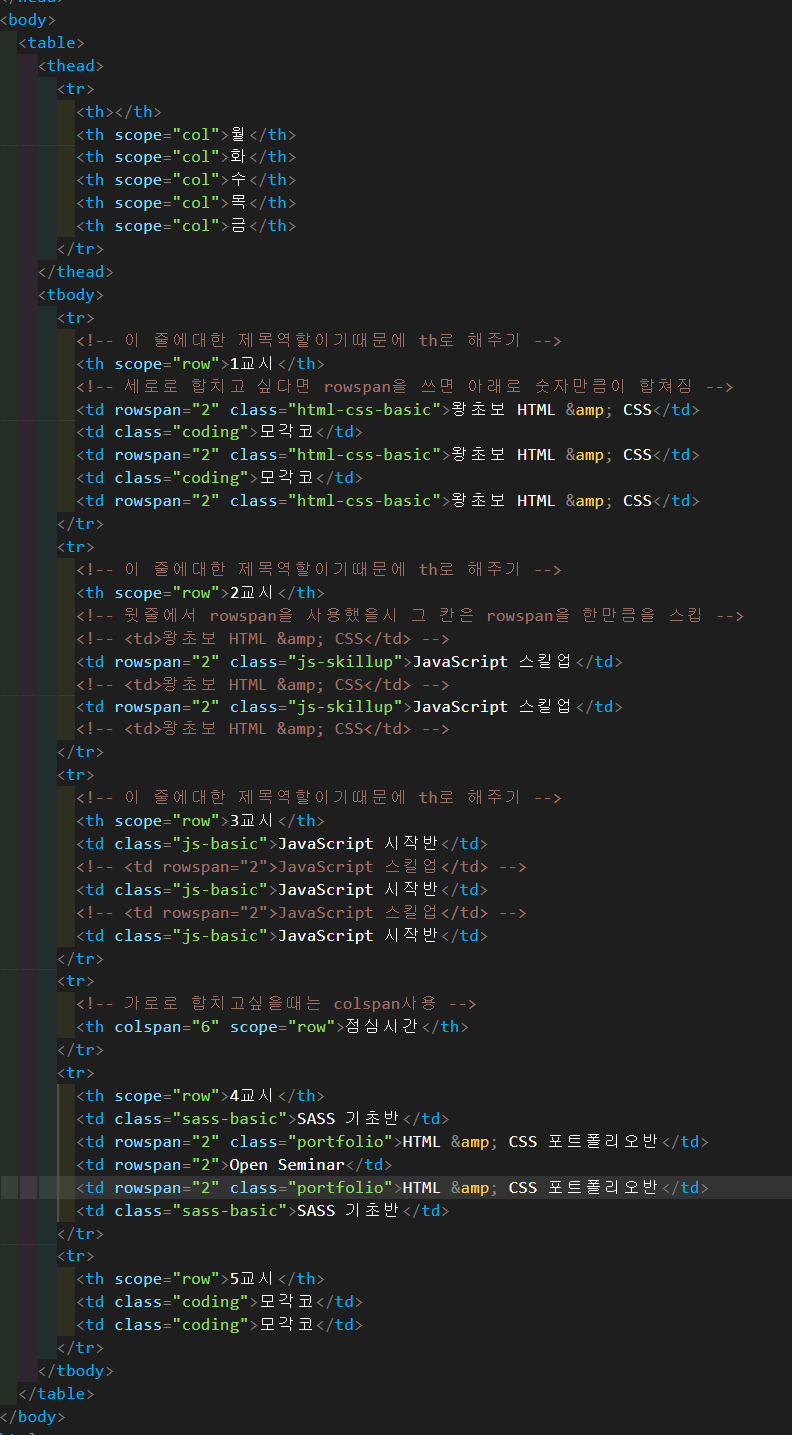 <body>
<table>
<thead>
<tr>
<th></th>
<th scope="col">월</th>
<th scope="col">화</th>
<th scope="col">수</th>
<th scope="col">목</th>
<th scope="col">금</th>
</tr>
</thead>
<tbody>
<tr>
<!-- 이 줄에대한 제목역할이기때문에 th로 해주기 -->
<th scope="row">1교시</th>
<!-- 세로로 합치고 싶다면 rowspan을 쓰면 아래로 숫자만큼이 합쳐짐 -->
<td rowspan="2" class="html-css-basic">왕초보 HTML &amp; CSS</td>
<td class="coding">모각코</td>
<td rowspan="2" class="html-css-basic">왕초보 HTML &amp; CSS</td>
<td class="coding">모각코</td>
<td rowspan="2" class="html-css-basic">왕초보 HTML &amp; CSS</td>
</tr>
<tr>
<!-- 이 줄에대한 제목역할이기때문에 th로 해주기 -->
<th scope="row">2교시</th>
<!-- 윗줄에서 rowspan을 사용했을시 그 칸은 rowspan을 한만큼을 스킵 -->
<!-- <td>왕초보 HTML &amp; CSS</td> -->
<td rowspan="2" class="js-skillup">JavaScript 스킬업</td>
<!-- <td>왕초보 HTML &amp; CSS</td> -->
<td rowspan="2" class="js-skillup">JavaScript 스킬업</td>
<!-- <td>왕초보 HTML &amp; CSS</td> -->
</tr>
<tr>
<!-- 이 줄에대한 제목역할이기때문에 th로 해주기 -->
<th scope="row">3교시</th>
<td class="js-basic">JavaScript 시작반</td>
<!-- <td rowspan="2">JavaScript 스킬업</td> -->
<td class="js-basic">JavaScript 시작반</td>
<!-- <td rowspan="2">JavaScript 스킬업</td> -->
<td class="js-basic">JavaScript 시작반</td>
</tr>
<tr>
<!-- 가로로 합치고싶을때는 colspan사용 -->
<th colspan="6" scope="row">점심시간</th>
</tr>
<tr>
<th scope="row">4교시</th>
<td class="sass-basic">SASS 기초반</td>
<td rowspan="2" class="portfolio">HTML &amp; CSS 포트폴리오반</td>
<td rowspan="2">Open Seminar</td>
<td rowspan="2" class="portfolio">HTML &amp; CSS 포트폴리오반</td>
<td class="sass-basic">SASS 기초반</td>
</tr>
<tr>
<th scope="row">5교시</th>
<td class="coding">모각코</td>
<td class="coding">모각코</td>
</tr>
</tbody>
</table>
</body>